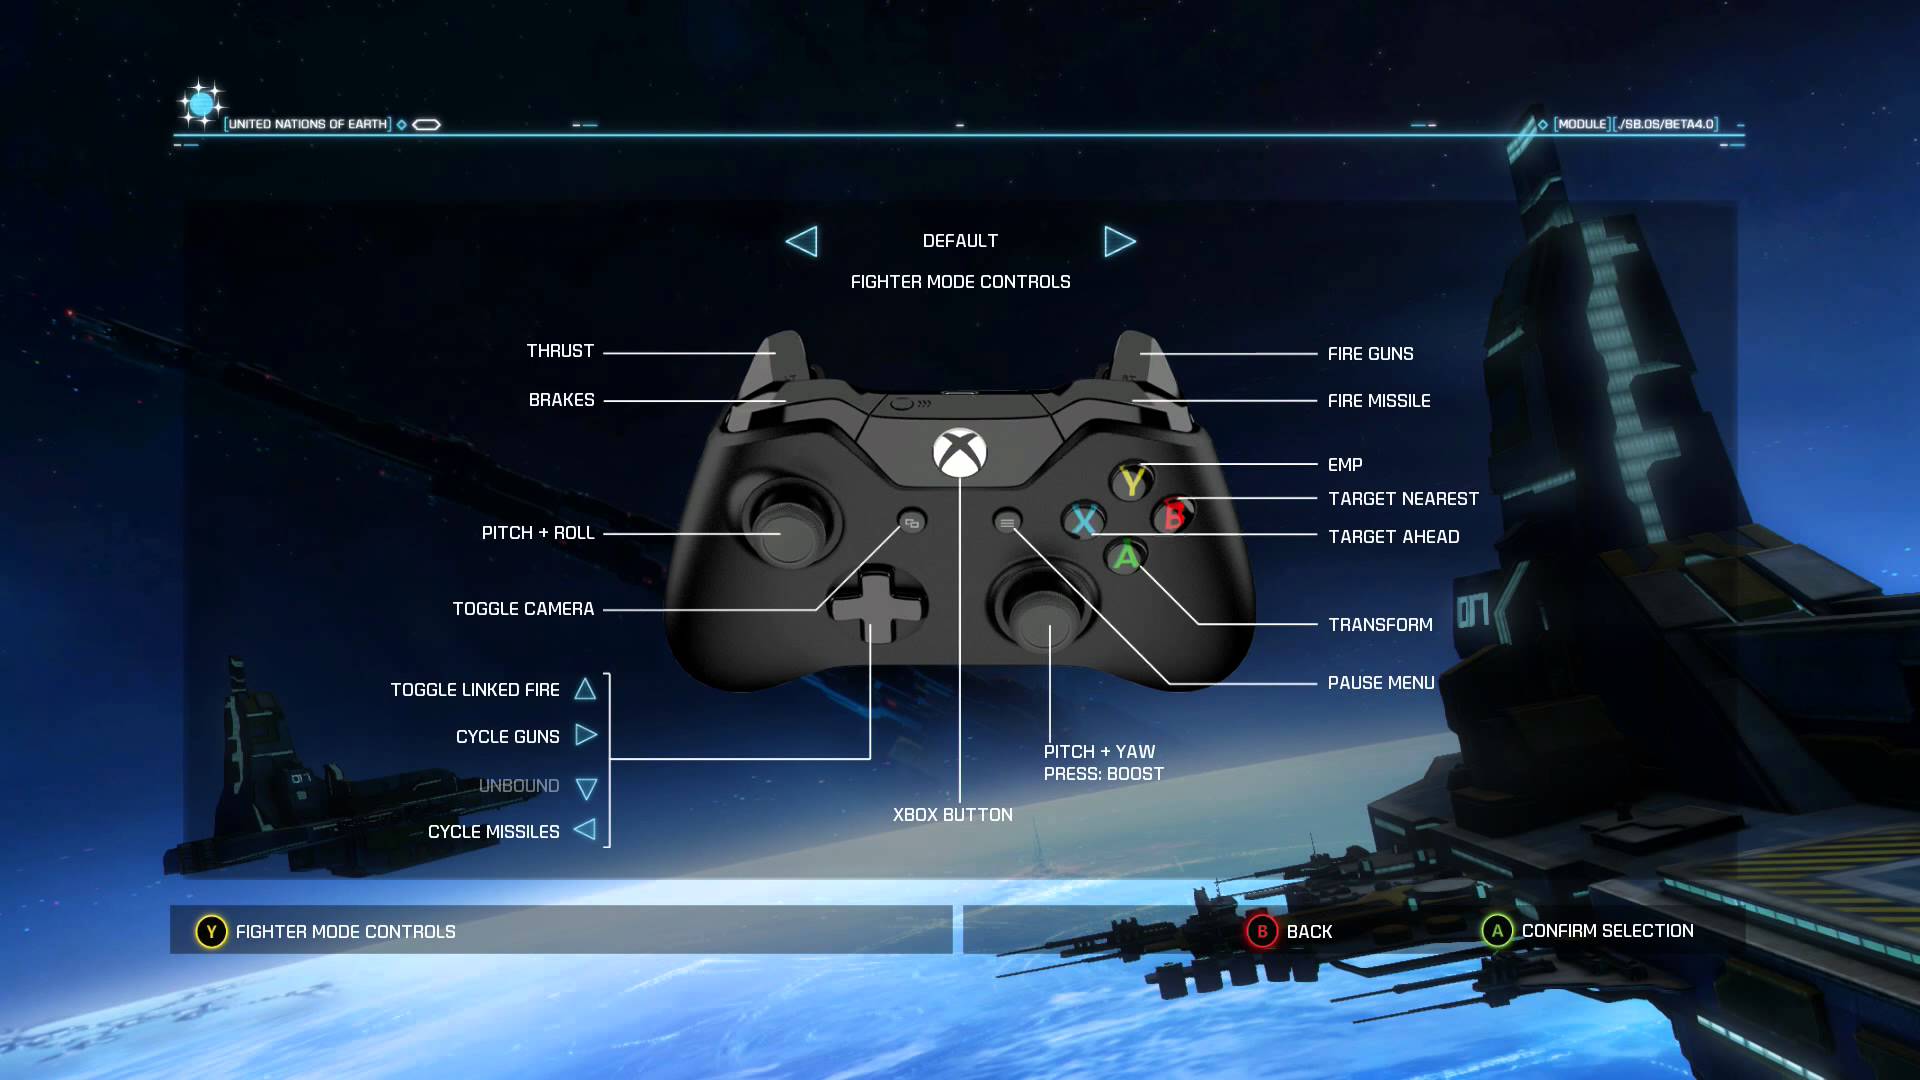 [UNITED NATIONS OF EARTH]
[MODULE][./SB.OS/BETA4.0]
DEFAULT
FIGHTER MODE CONTROLS
THRUST
FIRE GUNS
BRAKES
FIRE MISSILE
EMP
TARGET NEAREST
PITCH + ROLL
TARGET AHEAD
TOGGLE CAMERA
TRANSFORM
PAUSE MENU
Y
X
B
A
TOGGLE LINKED FIRE
CYCLE GUNS
UNBOUND
CYCLE MISSILES
PITCH + YAW
PRESS: BOOST
XBOX BUTTON
Y FIGHTER MODE CONTROLS
B BACK
A CONFIRM SELECTION